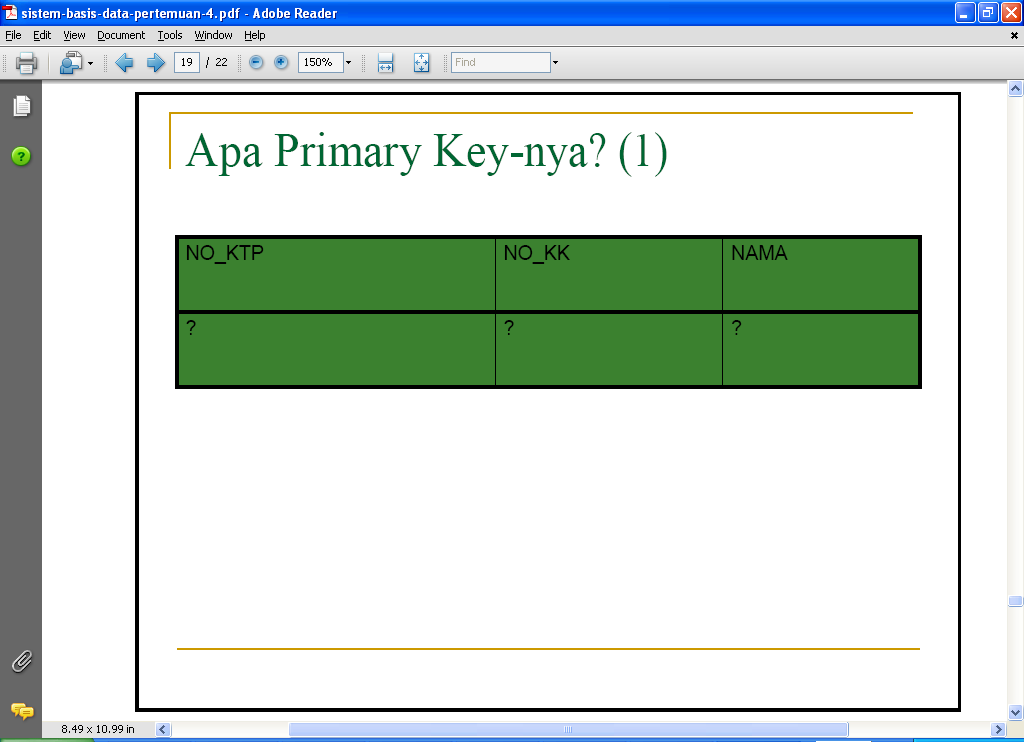 sistem-basis-data-pertemuan-4.pdf - Adobe Reader
File Edit View Document Tools Window Help
19 / 22 150% Find
Apa Primary Key-nya? (1)
NO_KTP NO_KK NAMA
? ? ?
8.49 x 10.99 in